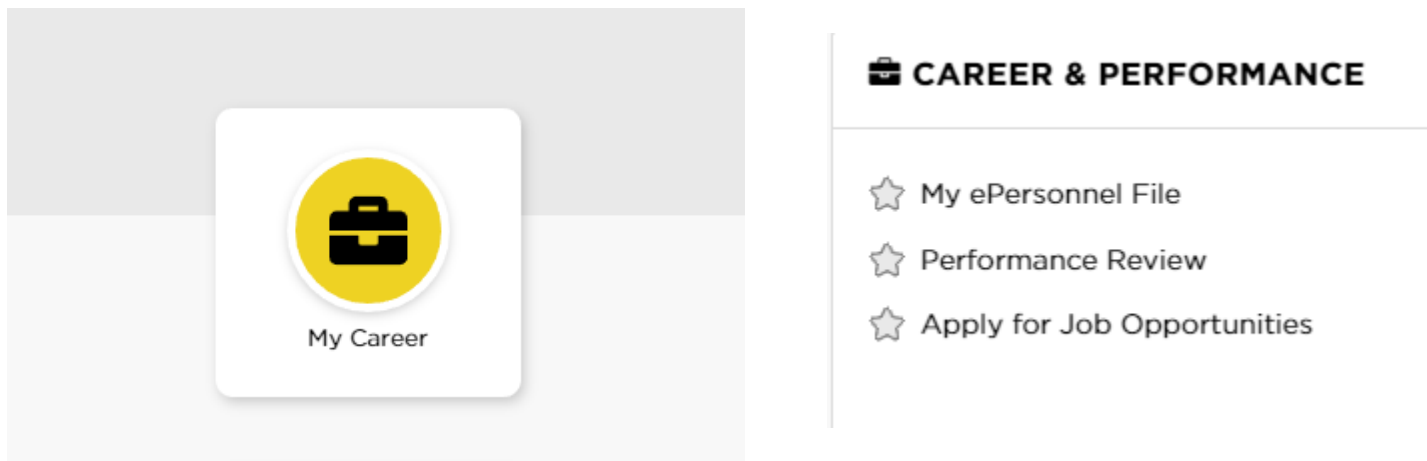 My Career
CAREER & PERFORMANCE
My ePersonnel File
Performance Review
Apply for Job Opportunities